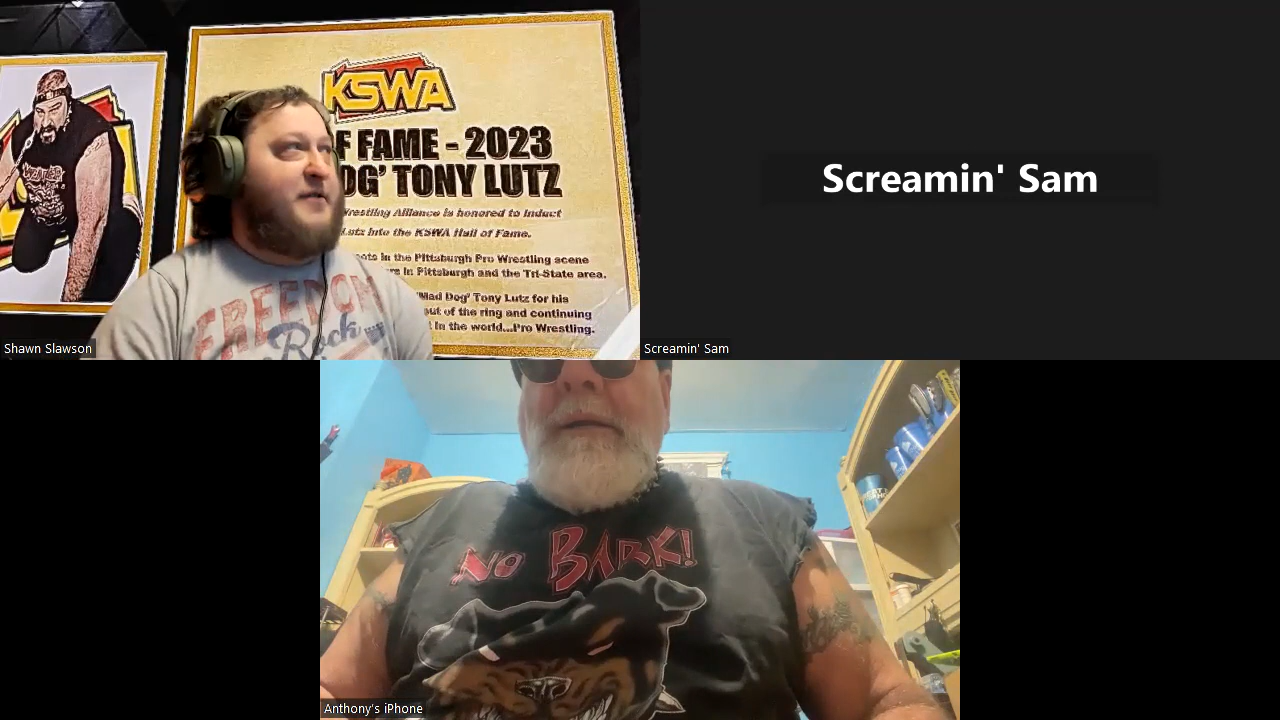 KSWA
F FAME - 2023
OG' TONY LUTZ
Wrestling Alliance is honored to induct
Lutz into the KSWA Hall of Fame.
in the Pittsburgh Pro Wrestling scene
in Pittsburgh and the Tri-State area.
'Mad Dog' Tony Lutz for his
out of the ring and continuing
in the world...Pro Wrestling.
FREEDOM
Rock
Shawn Slawson
Screamin' Sam
Screamin' Sam
NO BARK!
Anthony's iPhone